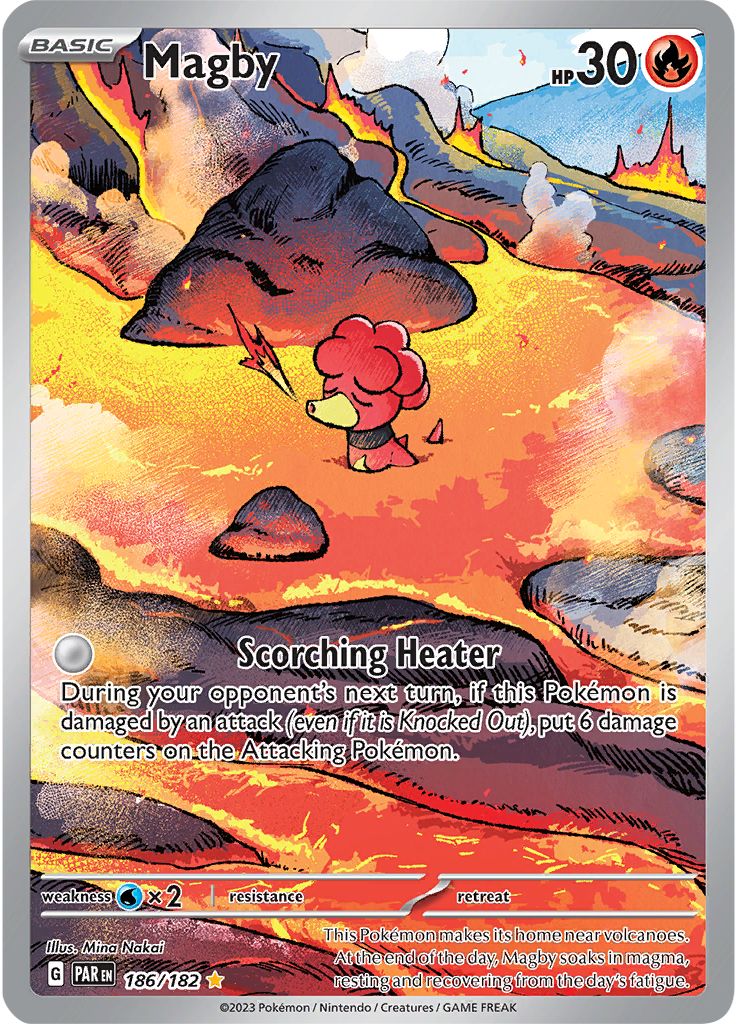 BASIC
Magby
HP 30
Scorching Heater
During your opponent's next turn, if this Pokémon is
damaged by an attack (even if it is Knocked Out), put 6 damage
counters on the Attacking Pokémon.
weakness ×2 resistance retreat
Illus. Mina Nakai
This Pokémon makes its home near volcanoes.
At the end of the day, Magby soaks in magma,
resting and recovering from the day's fatigue.
G PAR EN 186/182
©2023 Pokémon / Nintendo / Creatures / GAME FREAK